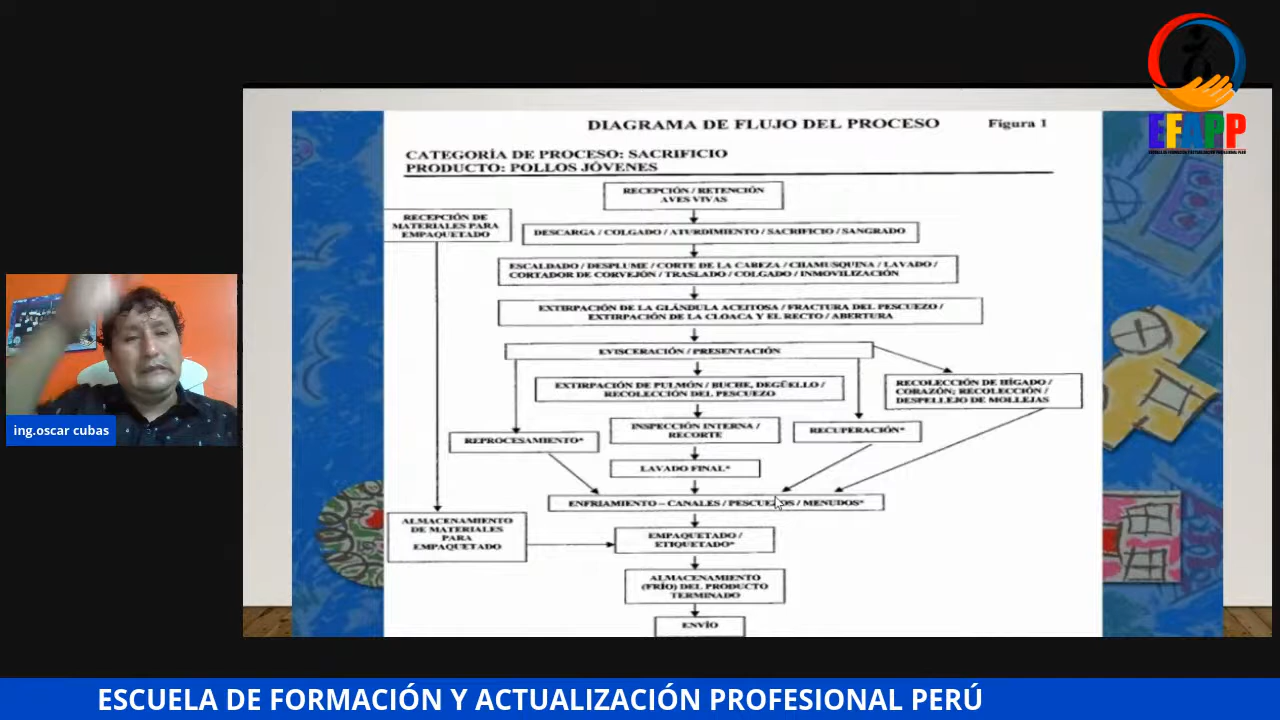 DIAGRAMA DE FLUJO DEL PROCESO Figura 1
CATEGORÍA DE PROCESO: SACRIFICIO
PRODUCTO: POLLOS JÓVENES
RECEPCIÓN / RETENCIÓN
AVES VIVAS
RECEPCIÓN DE
MATERIALES PARA
EMPAQUETADO
DESCARGA / COLGADO / ATURDIMIENTO / SACRIFICIO / SANGRADO
ESCALDADO / DESPLUME / CORTE DE LA CABEZA / CHAMUSQUINA / LAVADO /
CORTADOR DE CORVEJÓN / TRASLADO / COLGADO / INMOVILIZACIÓN
EXTIRPACIÓN DE LA GLÁNDULA ACEITOSA / FRACTURA DEL PESCUEZO /
EXTIRPACIÓN DE LA CLOACA Y EL RECTO / ABERTURA
EVISCERACIÓN / PRESENTACIÓN
EXTIRPACIÓN DE PULMÓN / BUCHE, DEGÜELLO /
RECOLECCIÓN DEL PESCUEZO
RECOLECCIÓN DE HÍGADO /
CORAZÓN; RECOLECCIÓN /
DESPELLEJO DE MOLLEJAS
INSPECCIÓN INTERNA /
RECORTE
REPROCESAMIENTO*
RECUPERACIÓN*
LAVADO FINAL*
ENFRIAMIENTO – CANALES / PESCUEZOS / MENUDOS*
ALMACENAMIENTO
DE MATERIALES
PARA
EMPAQUETADO
EMPAQUETADO /
ETIQUETADO*
ALMACENAMIENTO
(FRÍO) DEL PRODUCTO
TERMINADO
ENVÍO
EFAPP
ing.oscar cubas
ESCUELA DE FORMACIÓN Y ACTUALIZACIÓN PROFESIONAL PERÚ